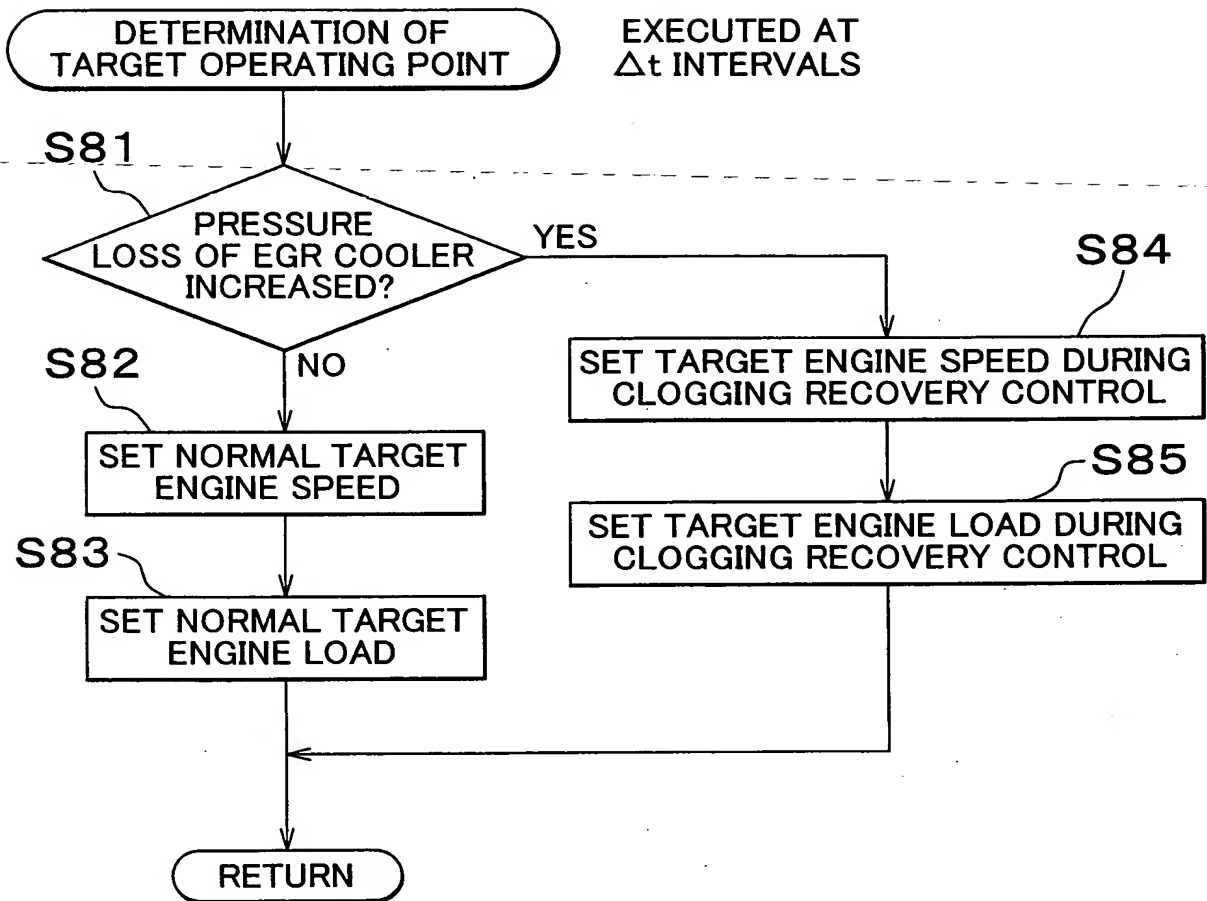 DETERMINATION OF
TARGET OPERATING POINT
EXECUTED AT
Δt INTERVALS
S81
PRESSURE
LOSS OF EGR COOLER
INCREASED?
YES
NO
S84
SET TARGET ENGINE SPEED DURING
CLOGGING RECOVERY CONTROL
S82
SET NORMAL TARGET
ENGINE SPEED
S85
SET TARGET ENGINE LOAD DURING
CLOGGING RECOVERY CONTROL
S83
SET NORMAL TARGET
ENGINE LOAD
RETURN